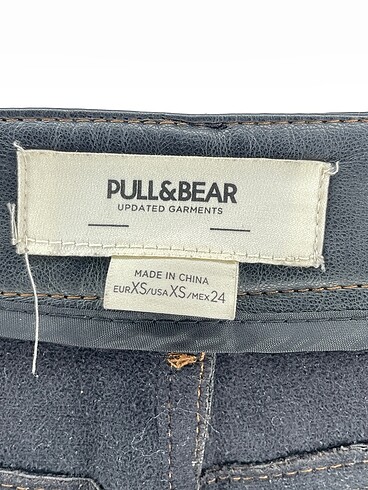 PULL&BEAR
UPDATED GARMENTS
MADE IN CHINA
EURXS/USAXS/MEX24